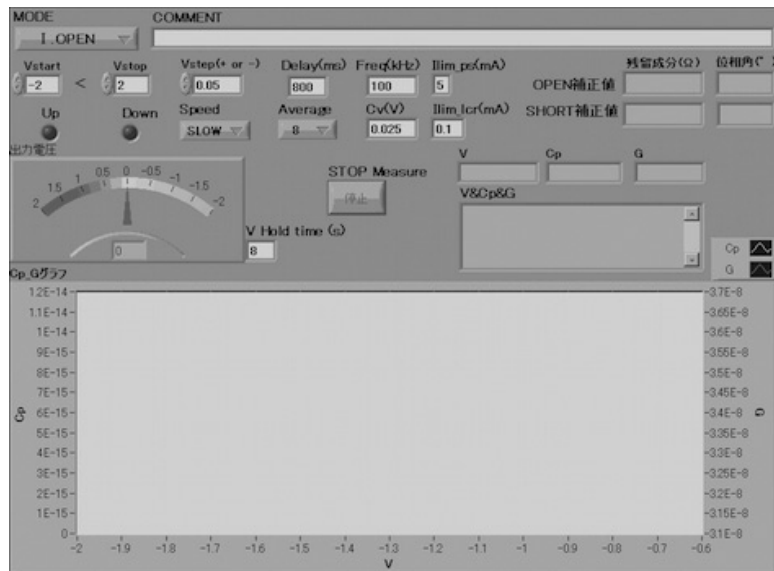 MODE COMMENT
I.OPEN
Vstart Vstop Vstep(+ or -) Delay(ms) Freq(kHz) Ilim_ps(mA) 残留成分(Ω) 位相角(°)
-2 < 2 0.05 800 100 5 OPEN補正値
Up Down Speed Average Cv(V) Ilim_lcr(mA) SHORT補正値
SLOW 8 0.025 0.1
出力電圧
2 1.5 1 0.5 0 -0.5 -1 -1.5 -2
0
STOP Measure
停止
V Hold time (s)
8
V Cp G
V&Cp&G
Cp
G
Cp_Gグラフ
1.2E-14
1.1E-14
1E-14
9E-15
8E-15
7E-15
6E-15
5E-15
4E-15
3E-15
2E-15
1E-15
0
Cp
3.7E-8
3.65E-8
3.6E-8
3.55E-8
3.5E-8
3.45E-8
3.4E-8
3.35E-8
3.3E-8
3.25E-8
3.2E-8
3.15E-8
3.1E-8
G
-2 -1.9 -1.8 -1.7 -1.6 -1.5 -1.4 -1.3 -1.2 -1.1 -1 -0.9 -0.8 -0.7 -0.6
V